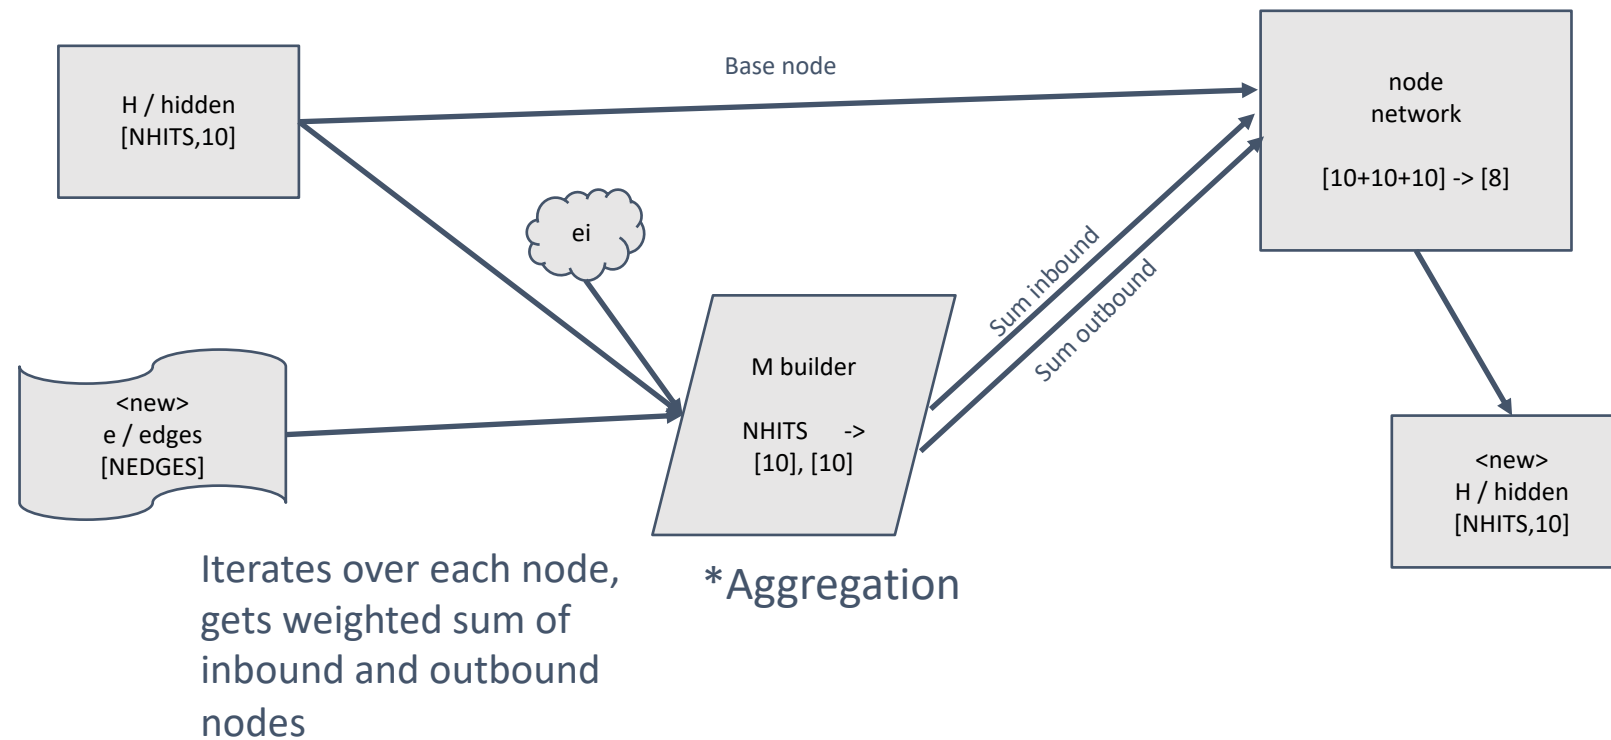 H / hidden
[NHITS,10]
Base node
node
network
[10+10+10] -> [8]
ei
Sum inbound
Sum outbound
<new>
e / edges
[NEDGES]
M builder
NHITS -> 
[10], [10]
<new>
H / hidden
[NHITS,10]
Iterates over each node,
gets weighted sum of
inbound and outbound
nodes
*Aggregation